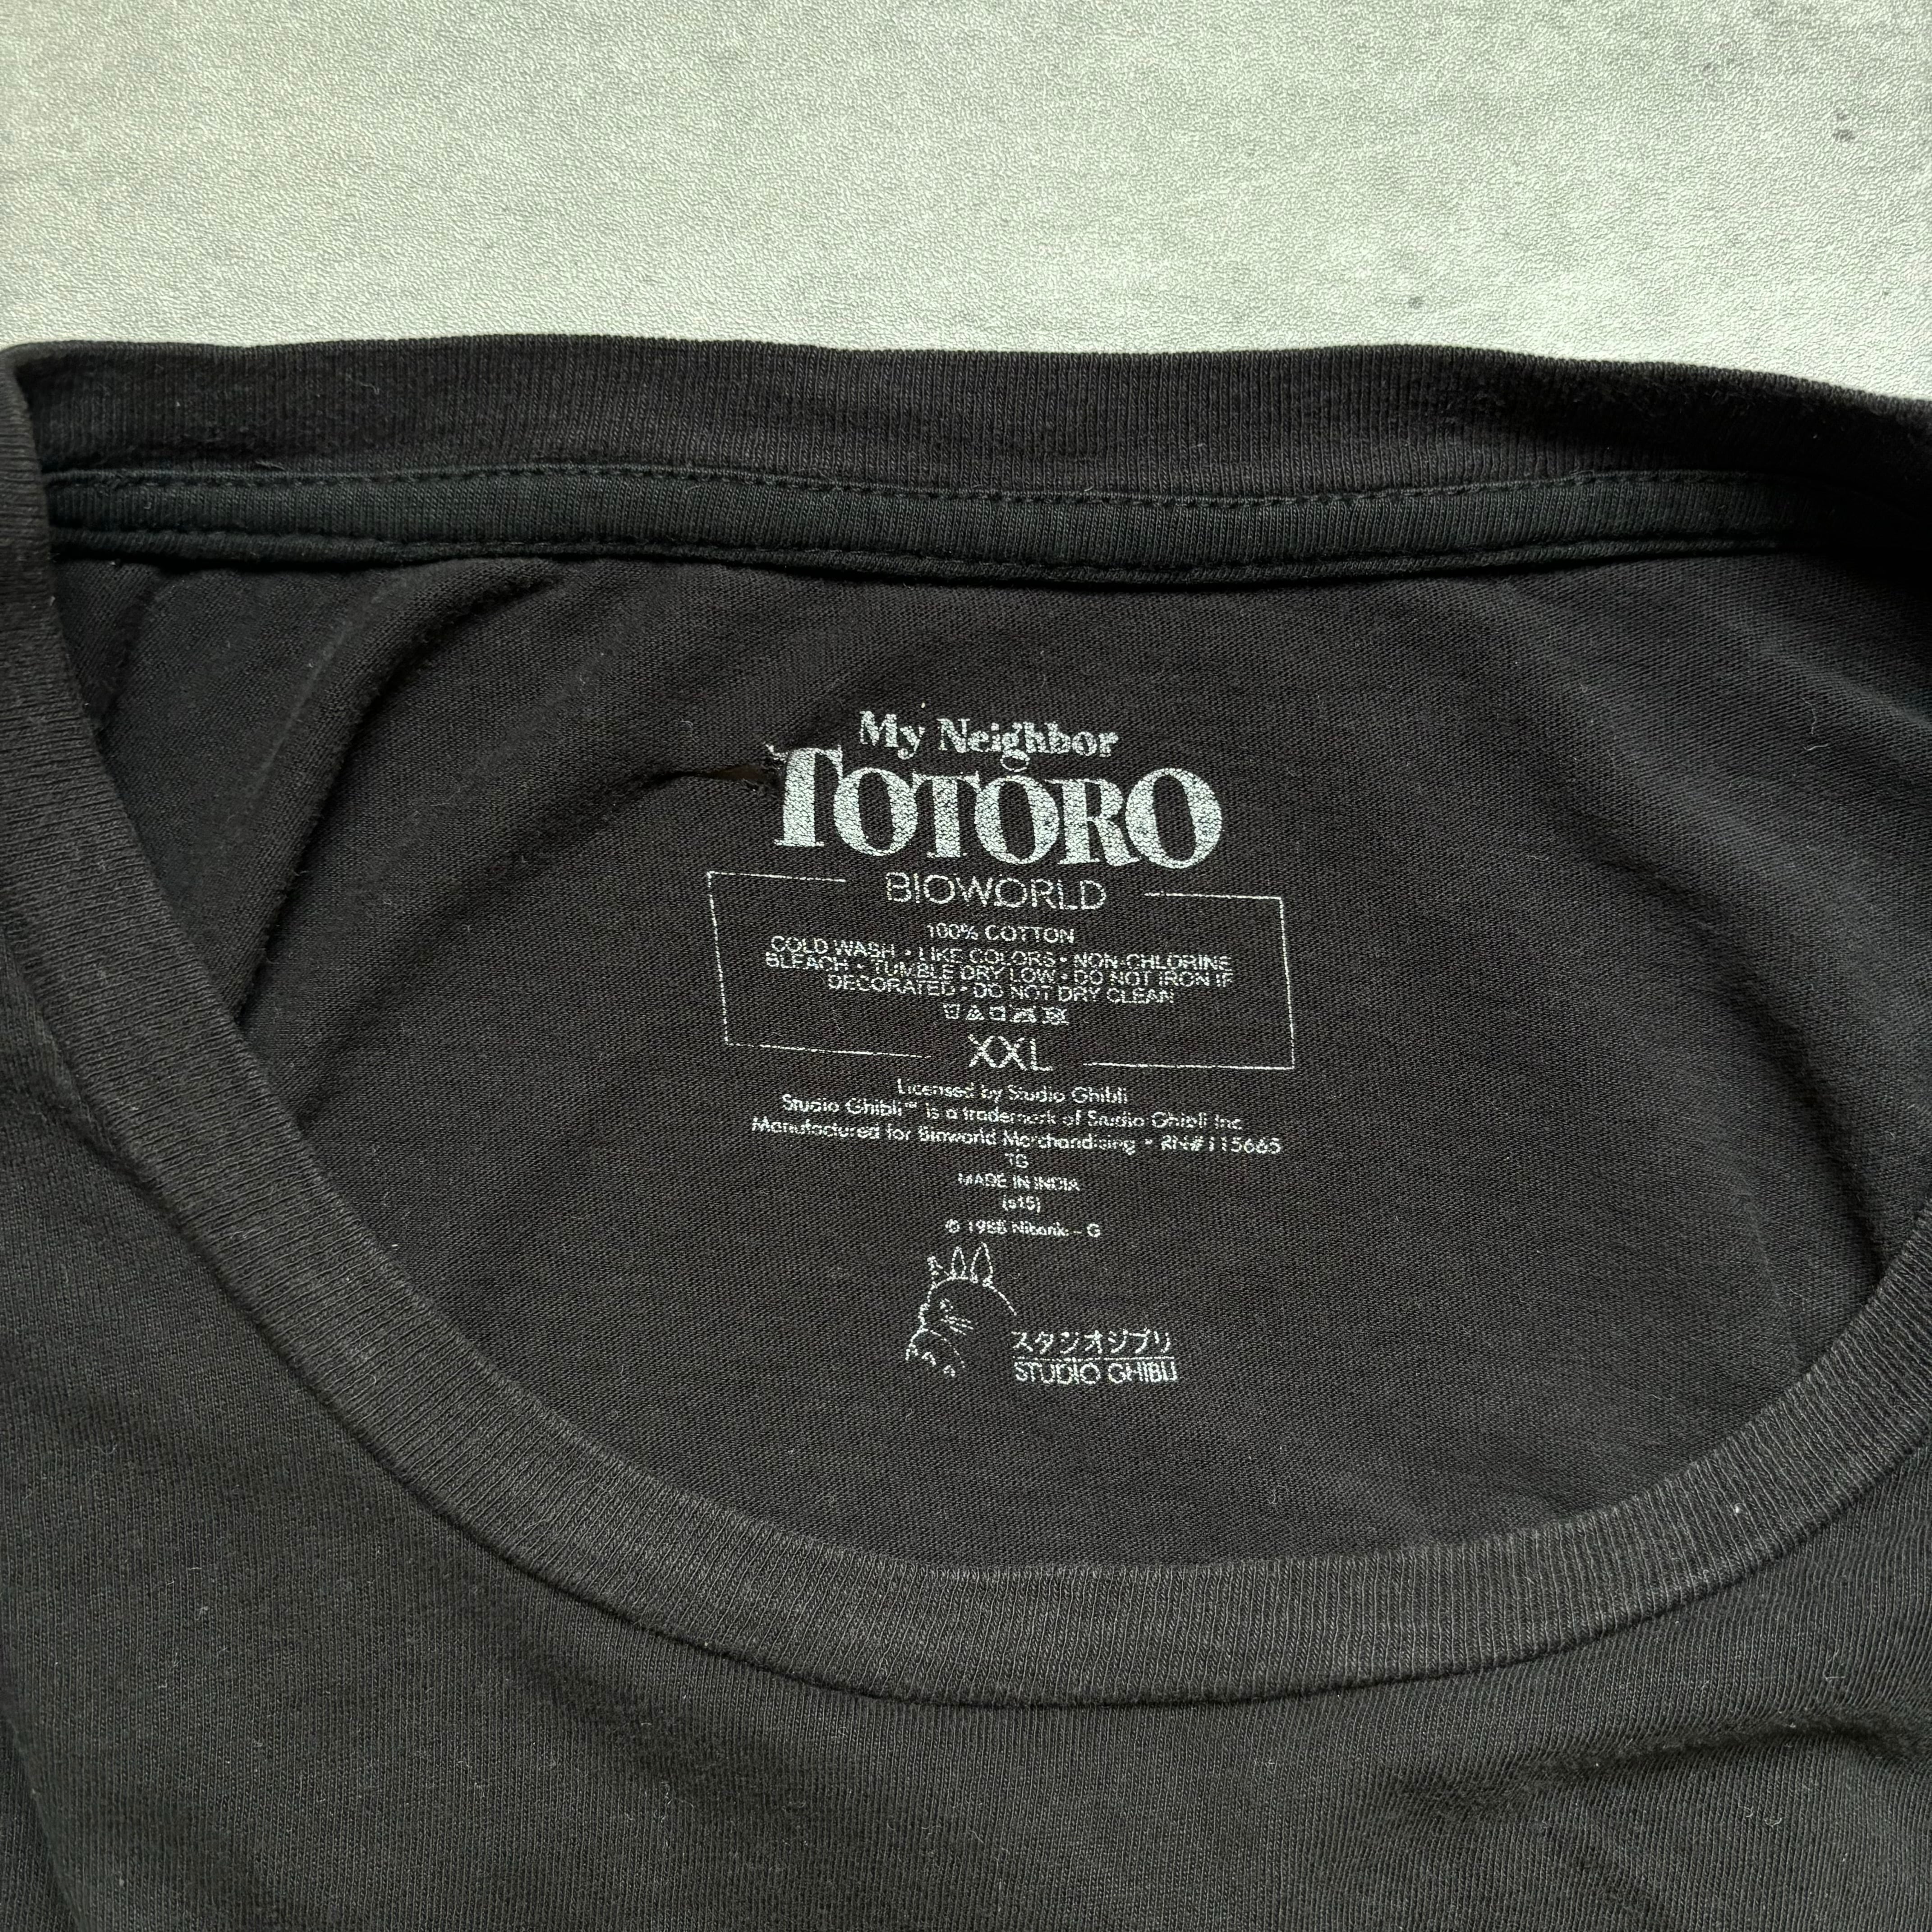 My Neighbor
TOTORO
BIOWORLD
100% COTTON
COLD WASH • LIKE COLORS • NON-CHLORINE
BLEACH • TUMBLE DRY LOW • DO NOT IRON IF
DECORATED • DO NOT DRY CLEAN
XXL
Licensed by Studio Ghibli
Studio Ghibli™ is a trademark of Studio Ghibli Inc
Manufactured for Bioworld Merchandising • RN#115665
TG
MADE IN INDIA
(s15)
© 1988 Nibariki - G
スタジオジブリ
STUDIO GHIBLI